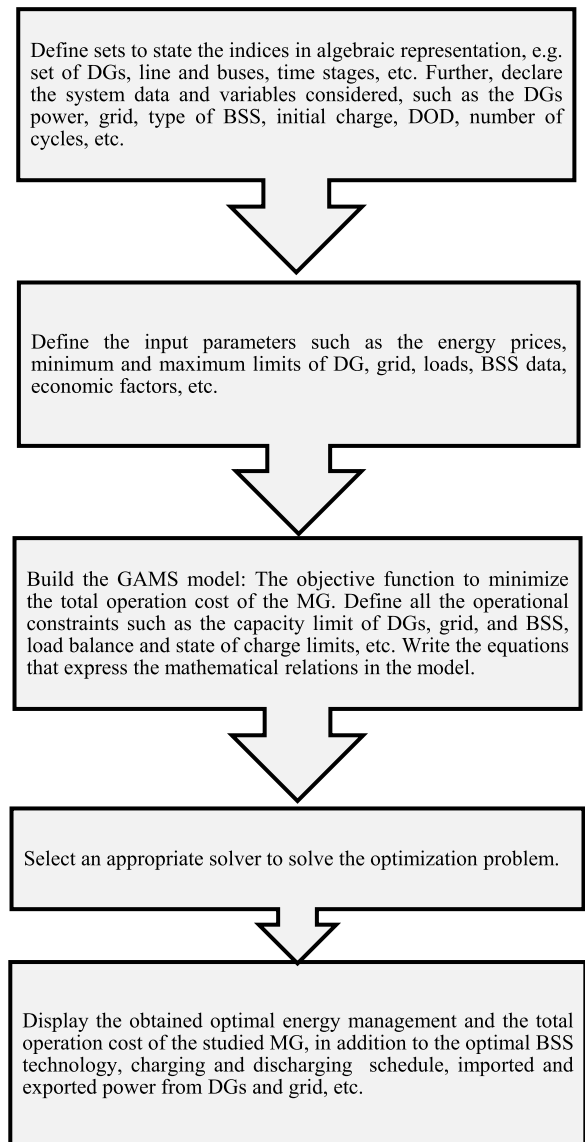 Define sets to state the indices in algebraic representation, e.g.
set of DGs, line and buses, time stages, etc. Further, declare
the system data and variables considered, such as the DGs
power, grid, type of BSS, initial charge, DOD, number of
cycles, etc.
Define the input parameters such as the energy prices,
minimum and maximum limits of DG, grid, loads, BSS data,
economic factors, etc.
Build the GAMS model: The objective function to minimize
the total operation cost of the MG. Define all the operational
constraints such as the capacity limit of DGs, grid, and BSS,
load balance and state of charge limits, etc. Write the equations
that express the mathematical relations in the model.
Select an appropriate solver to solve the optimization problem.
Display the obtained optimal energy management and the total
operation cost of the studied MG, in addition to the optimal BSS
technology, charging and discharging schedule, imported and
exported power from DGs and grid, etc.